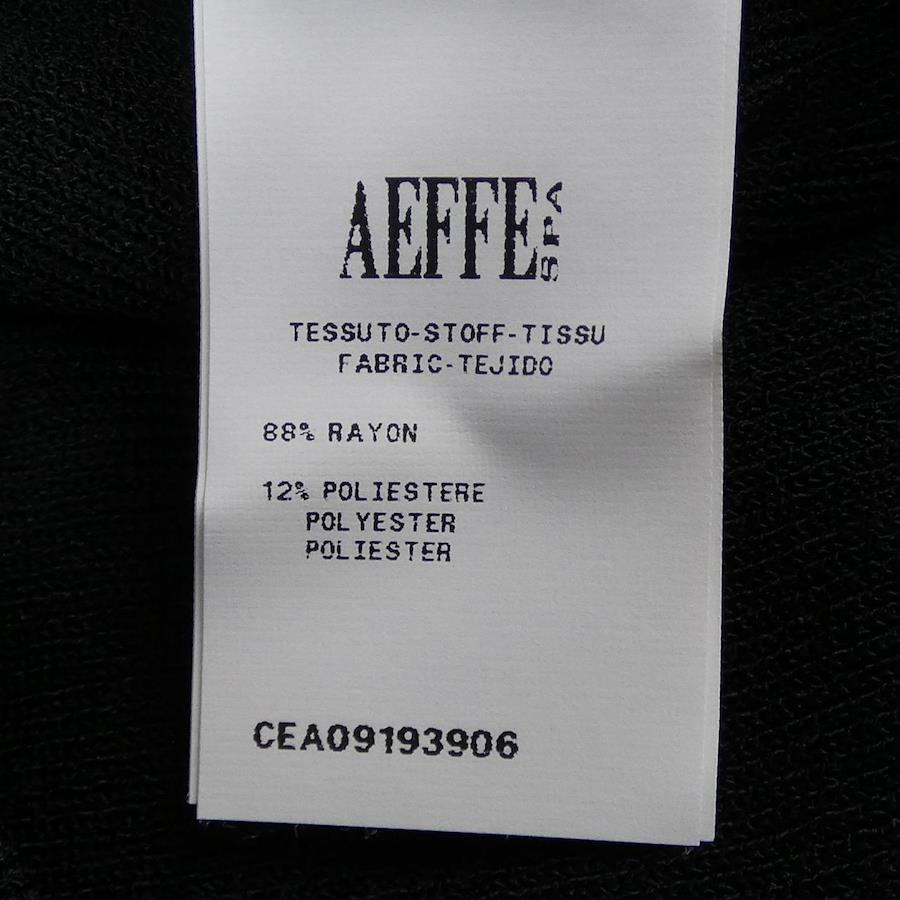 AEFFE SPA
TESSUTO-STOFF-TISSU
FABRIC-TEJIDO
88% RAYON
12% POLIESTERE
POLYESTER
POLIESTER
CEA09193906